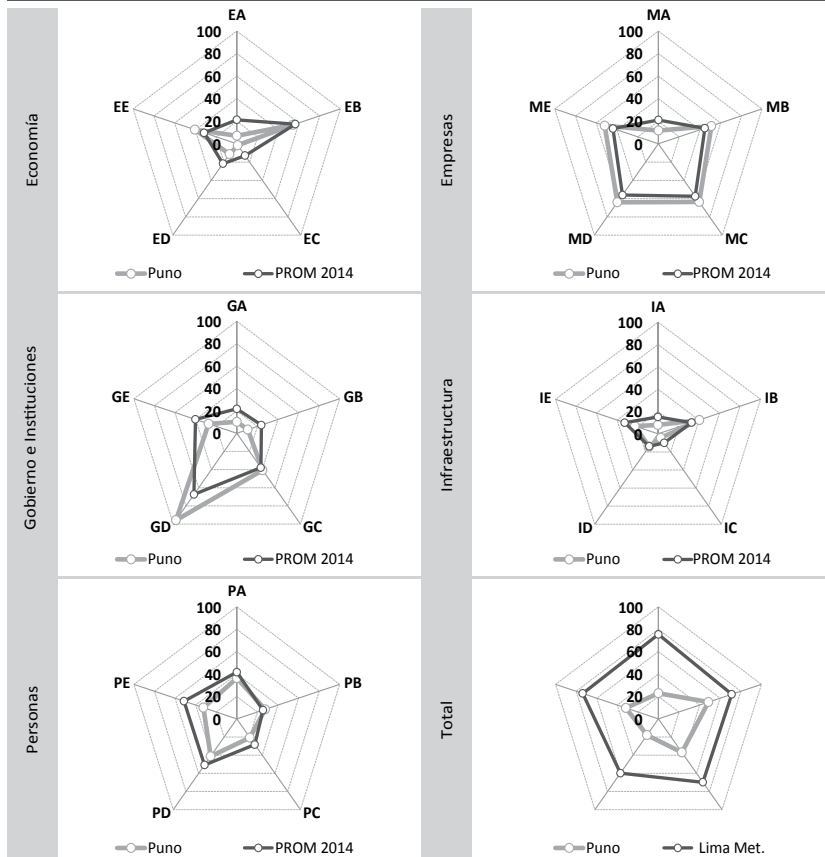 Economía
EA
100
80
60
40
20
0
EE
EB
ED
EC
Puno
PROM 2014
Empresas
MA
100
80
60
40
20
0
ME
MB
MD
MC
Puno
PROM 2014
Gobierno e Instituciones
GA
100
80
60
40
20
0
GE
GB
GD
GC
Puno
PROM 2014
Infraestructura
IA
100
80
60
40
20
0
IE
IB
ID
IC
Puno
PROM 2014
Personas
PA
100
80
60
40
20
0
PE
PB
PD
PC
Puno
PROM 2014
Total
100
80
60
40
20
0
Puno
Lima Met.